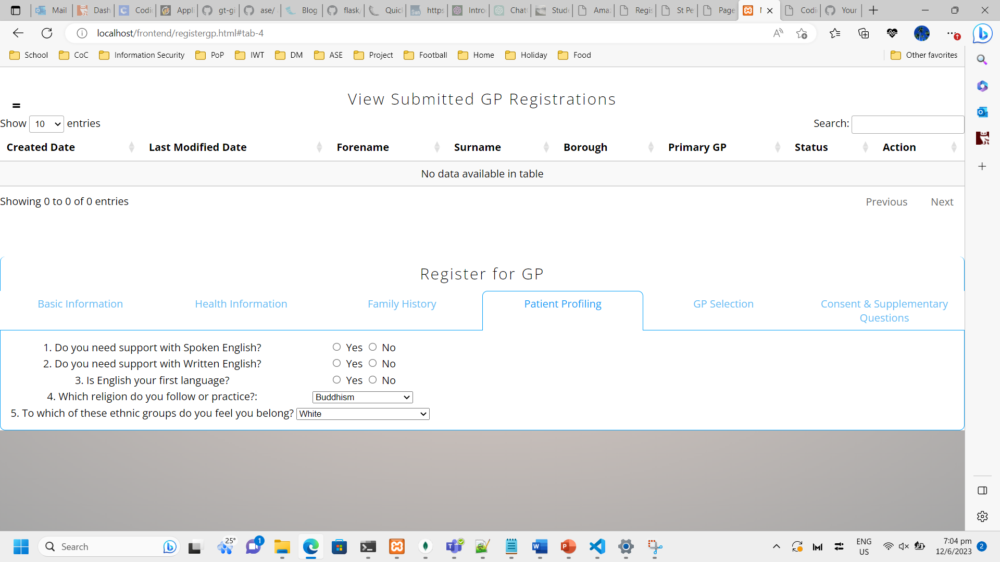 Mail
Dash
Codi
Appli
gt-gi
ase/
Blog
flask/
Quic
https
Intro
Chat
Stude
Amaz
Regis
St Pe
Page
Codi
Your
localhost/frontend/registergp.html#tab-4
School CoC Information Security PoP IWT DM ASE Project Football Home Holiday Food Other favorites
View Submitted GP Registrations
Show 10 entries Search:
Created Date Last Modified Date Forename Surname Borough Primary GP Status Action
No data available in table
Showing 0 to 0 of 0 entries Previous Next
Register for GP
Basic Information Health Information Family History Patient Profiling GP Selection Consent & Supplementary
Questions
1. Do you need support with Spoken English? Yes No
2. Do you need support with Written English? Yes No
3. Is English your first language? Yes No
4. Which religion do you follow or practice?: Buddhism
5. To which of these ethnic groups do you feel you belong? White
Search 25° 1 ENG 7:04 pm
US 12/6/2023 2